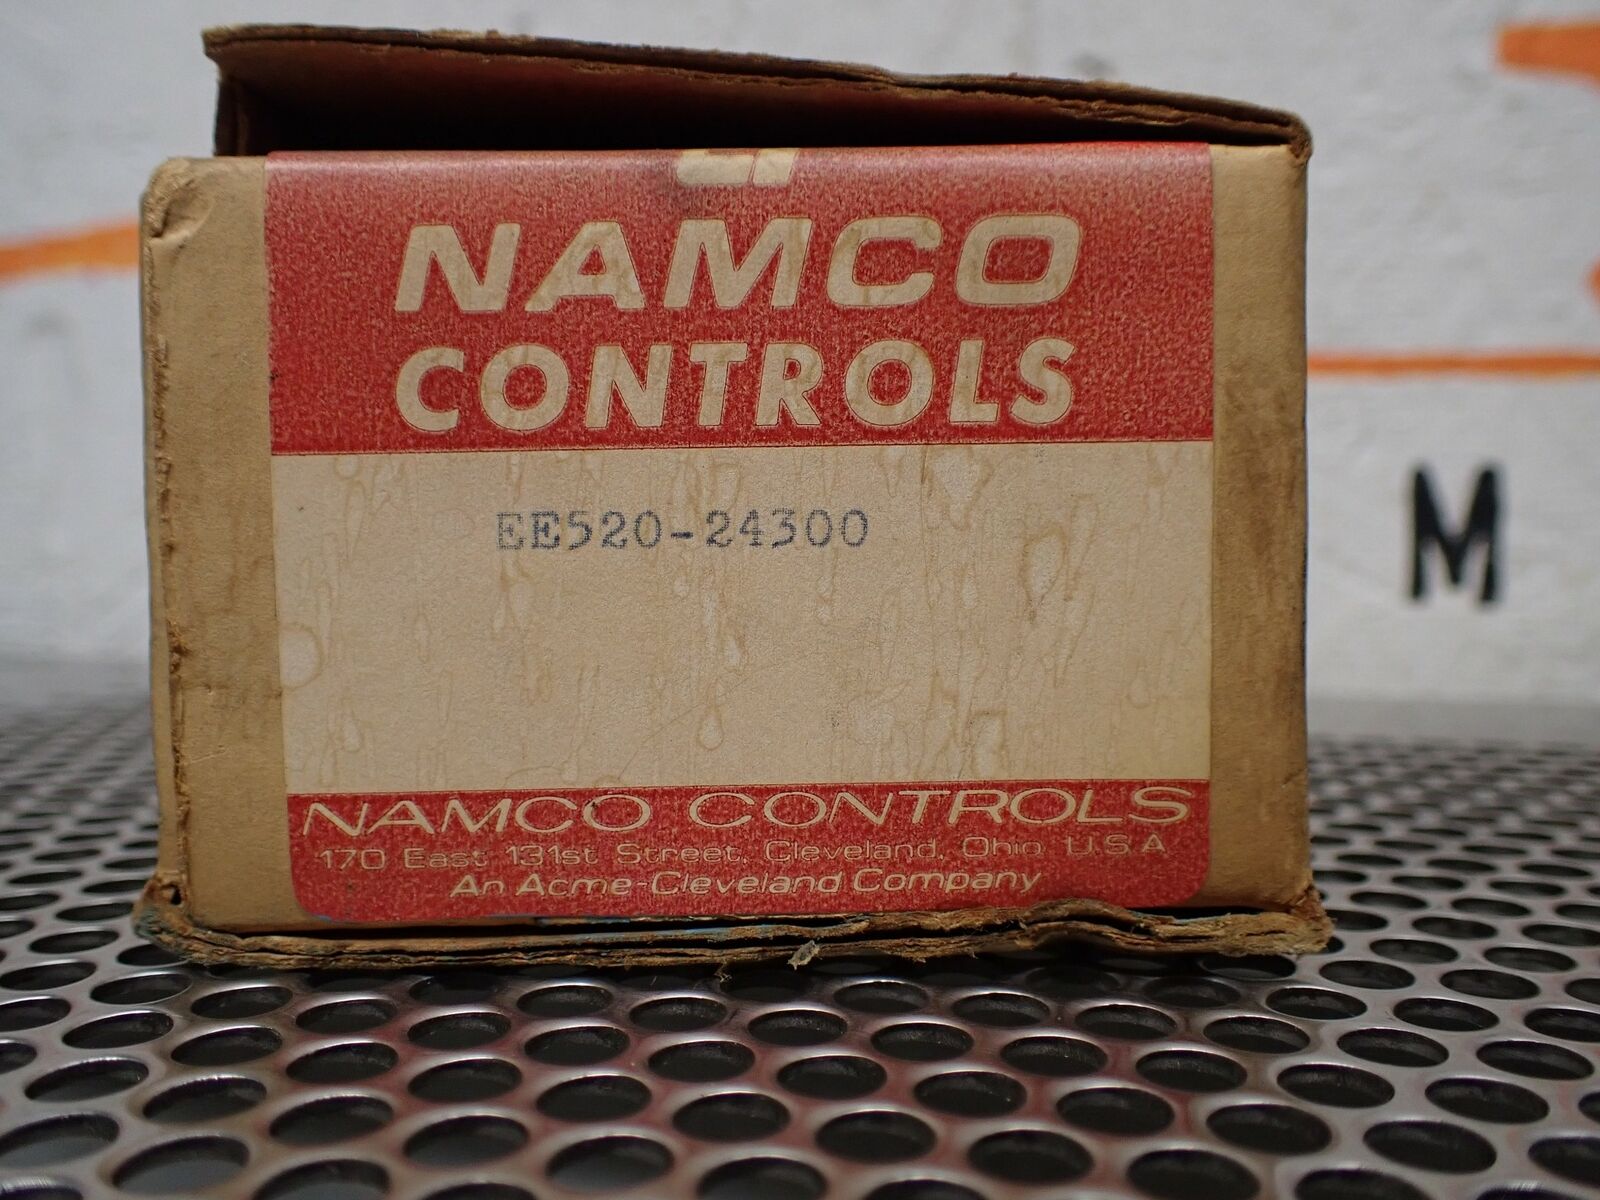 NAMCO
CONTROLS
EE520-24300
NAMCO CONTROLS
170 East 131st Street, Cleveland, Ohio U.S.A
An Acme-Cleveland Company
M